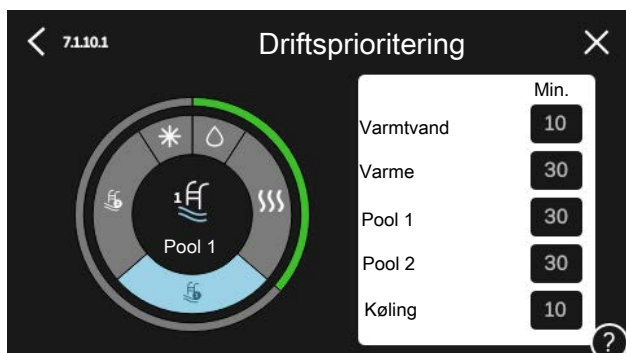 7.1.10.1
Driftsprioritering
Min.
Varmtvand 10
Varme 30
Pool 1 30
Pool 2 30
Køling 10
1
Pool 1
?